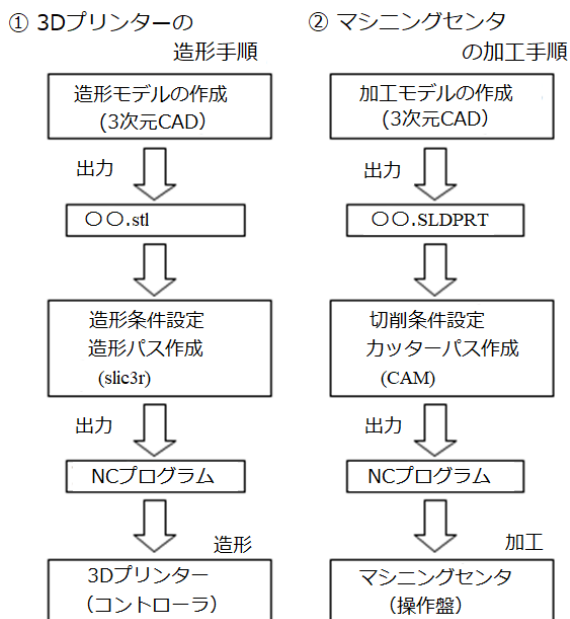 ① 3Dプリンターの
造形手順
造形モデルの作成
(3次元CAD)
出力
〇〇.stl
造形条件設定
造形パス作成
(slic3r)
出力
NCプログラム
造形
3Dプリンター
(コントローラ)
② マシニングセンタ
の加工手順
加工モデルの作成
(3次元CAD)
出力
〇〇.SLDPRT
切削条件設定
カッターパス作成
(CAM)
出力
NCプログラム
加工
マシニングセンタ
(操作盤)